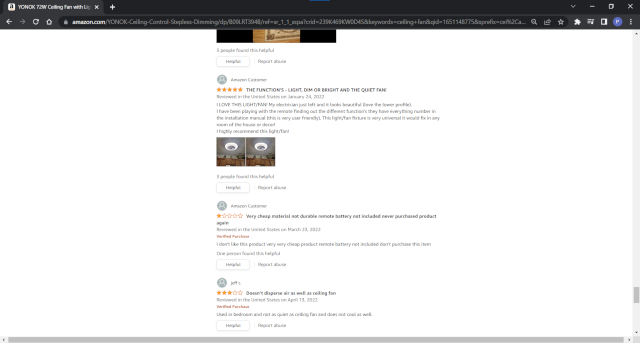 YONOK 72W Ceiling Fan with Ligh
amazon.com/YONOK-Ceiling-Control-Stepless-Dimming/dp/B09LRT3948/ref=sr_1_1_sspa?crid=239K469KW0D4S&keywords=ceiling+fan&qid=1651148775&sprefix=ceil%2Ca...
3 people found this helpful
Helpful
Report abuse
Amazon Customer
THE FUNCTION'S - LIGHT, DIM OR BRIGHT AND THE QUIET FAN!
Reviewed in the United States on January 24, 2022
I LOVE THIS LIGHT/FAN! My electrician just left and it looks beautiful (love the lower profile).
I have been playing with the remote finding out the different function's they have everything number in
the installation manual (this is very user friendly). This light/fan fixture is very universal it would fix in any
room of the house or decor!
I highly recommend this light/fan!
3 people found this helpful
Helpful
Report abuse
Amazon Customer
Very cheap material not durable remote battery not included never purchased product
again
Reviewed in the United States on March 23, 2022
Verified Purchase
I don't like this product very very cheap product remote battery not included don't purchase this item
One person found this helpful
Helpful
Report abuse
Jeff s
Doesn't disperse air as well as ceiling fan
Reviewed in the United States on April 13, 2022
Verified Purchase
Used in bedroom and not as quiet as ceiling fan and does not cool as well.
Helpful
Report abuse